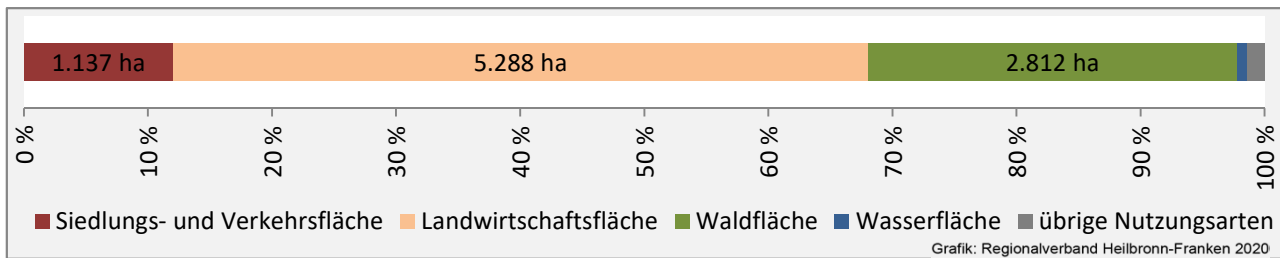 1.137 ha 5.288 ha 2.812 ha
0 % 10 % 20 % 30 % 40 % 50 % 60 % 70 % 80 % 90 % 100 %
Siedlungs- und Verkehrsfläche Landwirtschaftsfläche Waldfläche Wasserfläche übrige Nutzungsarten
Grafik: Regionalverband Heilbronn-Franken 2020